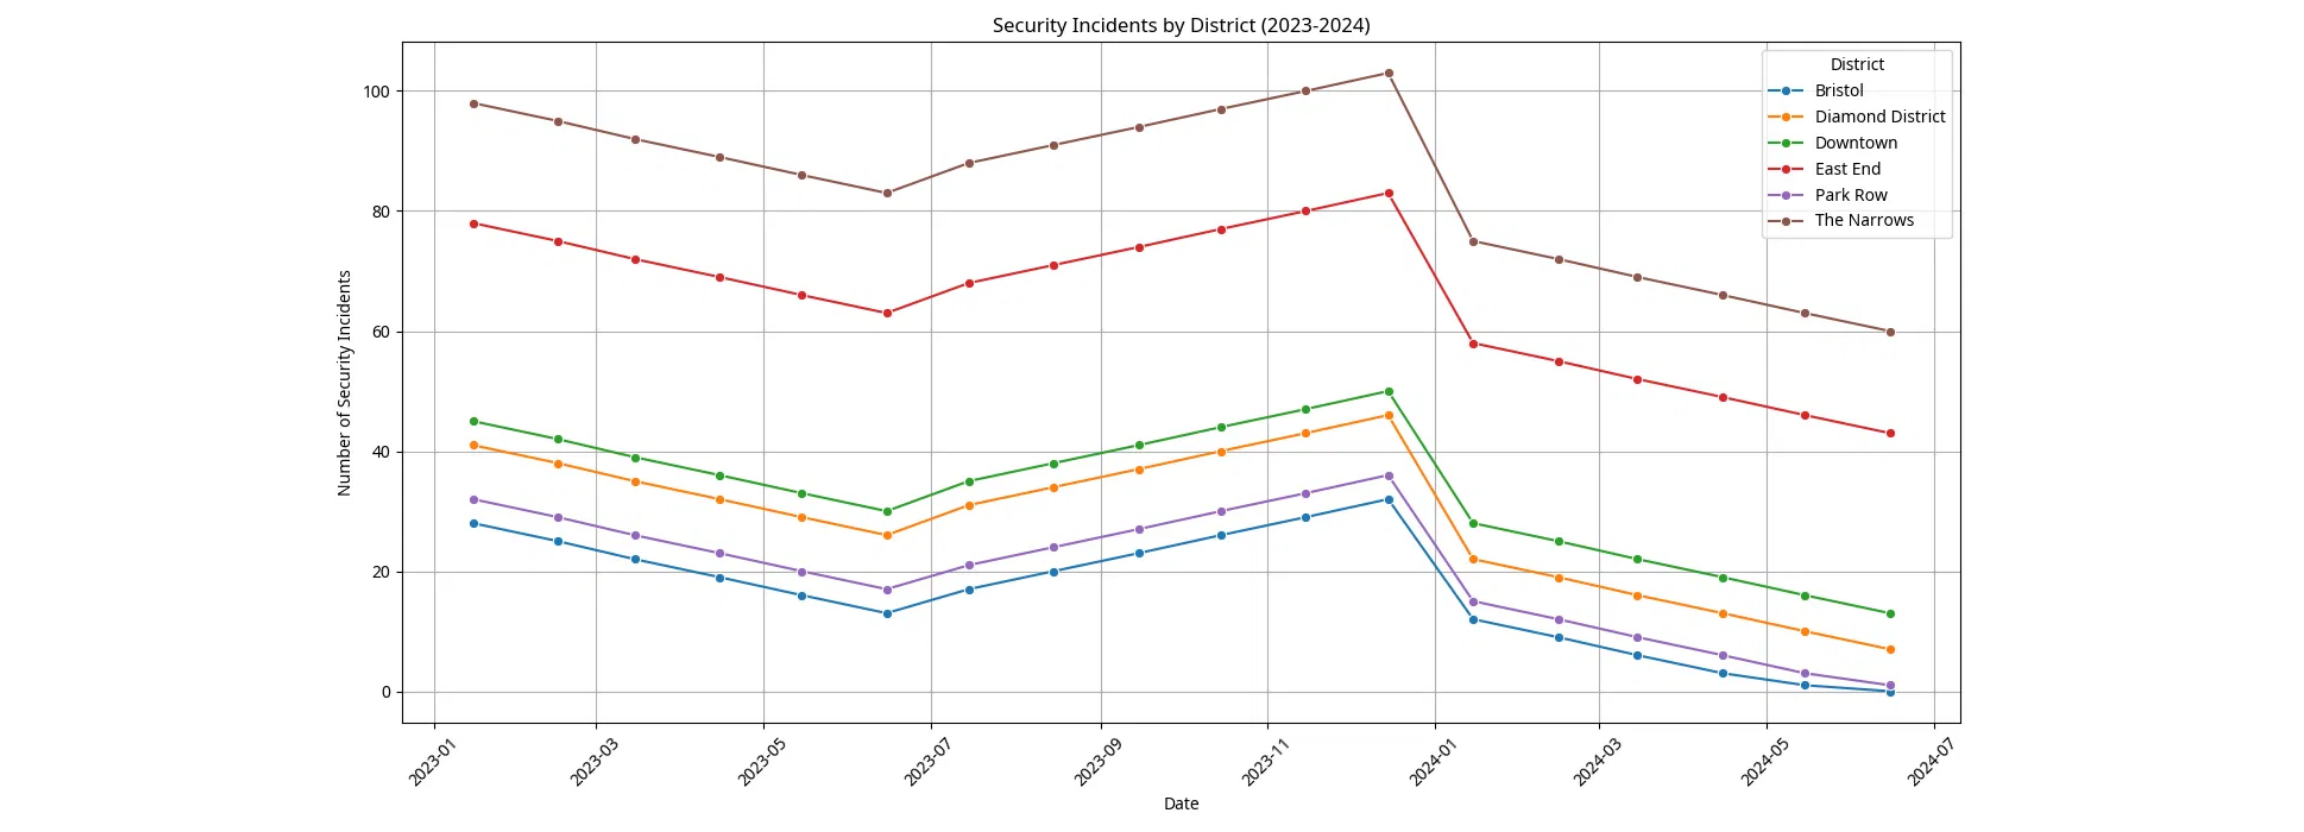 Security Incidents by District (2023-2024)
District
Bristol
Diamond District
Downtown
East End
Park Row
The Narrows
Number of Security Incidents
100
80
60
40
20
0
2023-01
2023-03
2023-05
2023-07
2023-09
2023-11
2024-01
2024-03
2024-05
2024-07
Date